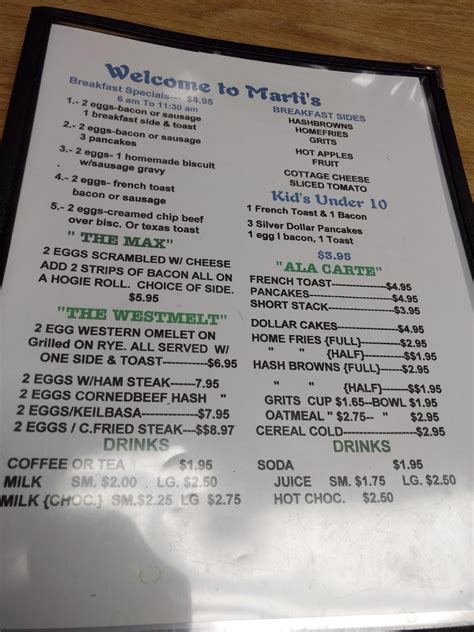 Welcome to Marti's
Breakfast Specials--- $4.95
6 am To 11:30 am
1.- 2 eggs-bacon or sausage
1 breakfast side & toast
2.- 2 eggs-bacon or sausage
3 pancakes
3.- 2 eggs- 1 homemade biscuit
w/sausage gravy
4.- 2 eggs- french toast
bacon or sausage
5.- 2 eggs-creamed chip beef
over bisc. Or texas toast
" THE MAX"
2 EGGS SCRAMBLED W/ CHEESE
ADD 2 STRIPS OF BACON ALL ON
A HOGIE ROLL. CHOICE OF SIDE.
$5.95
"THE WESTMELT"
2 EGG WESTERN OMELET ON
Grilled ON RYE. ALL SERVED W/
ONE SIDE & TOAST-----------$6.95
2 EGGS W/HAM STEAK------7.95
2 EGGS CORNEDBEEF HASH "
2 EGGS/KEILBASA-----------$7.95
2 EGGS / C.FRIED STEAK---$$8.97
DRINKS
COFFEE OR TEA $1.95
MILK SM. $2.00 LG. $2.50
MILK {CHOC.} SM.$2.25 LG $2.75
BREAKFAST SIDES
HASHBROWNS
HOMEFRIES
GRITS
HOT APPLES
FRUIT
COTTAGE CHEESE
SLICED TOMATO
Kid's Under 10
1 French Toast & 1 Bacon
3 Silver Dollar Pancakes
1 egg l bacon, 1 Toast
$3.95
"ALA CARTE"
FRENCH TOAST-----------$4.95
PANCAKES----------------$4.95
SHORT STACK------------$3.95
DOLLAR CAKES----------$4.95
HOME FRIES {FULL}------$2.95
" " {HALF}-------$$1.95
HASH BROWNS {FULL}----$2.95
" " {HALF}------$$1.95
GRITS CUP $1.65--BOWL $1.95
OATMEAL " $2.75-- " $2.95
CEREAL COLD-------------$2.95
DRINKS
SODA $1.95
JUICE SM. $1.75 LG. $2.50
HOT CHOC. $2.50